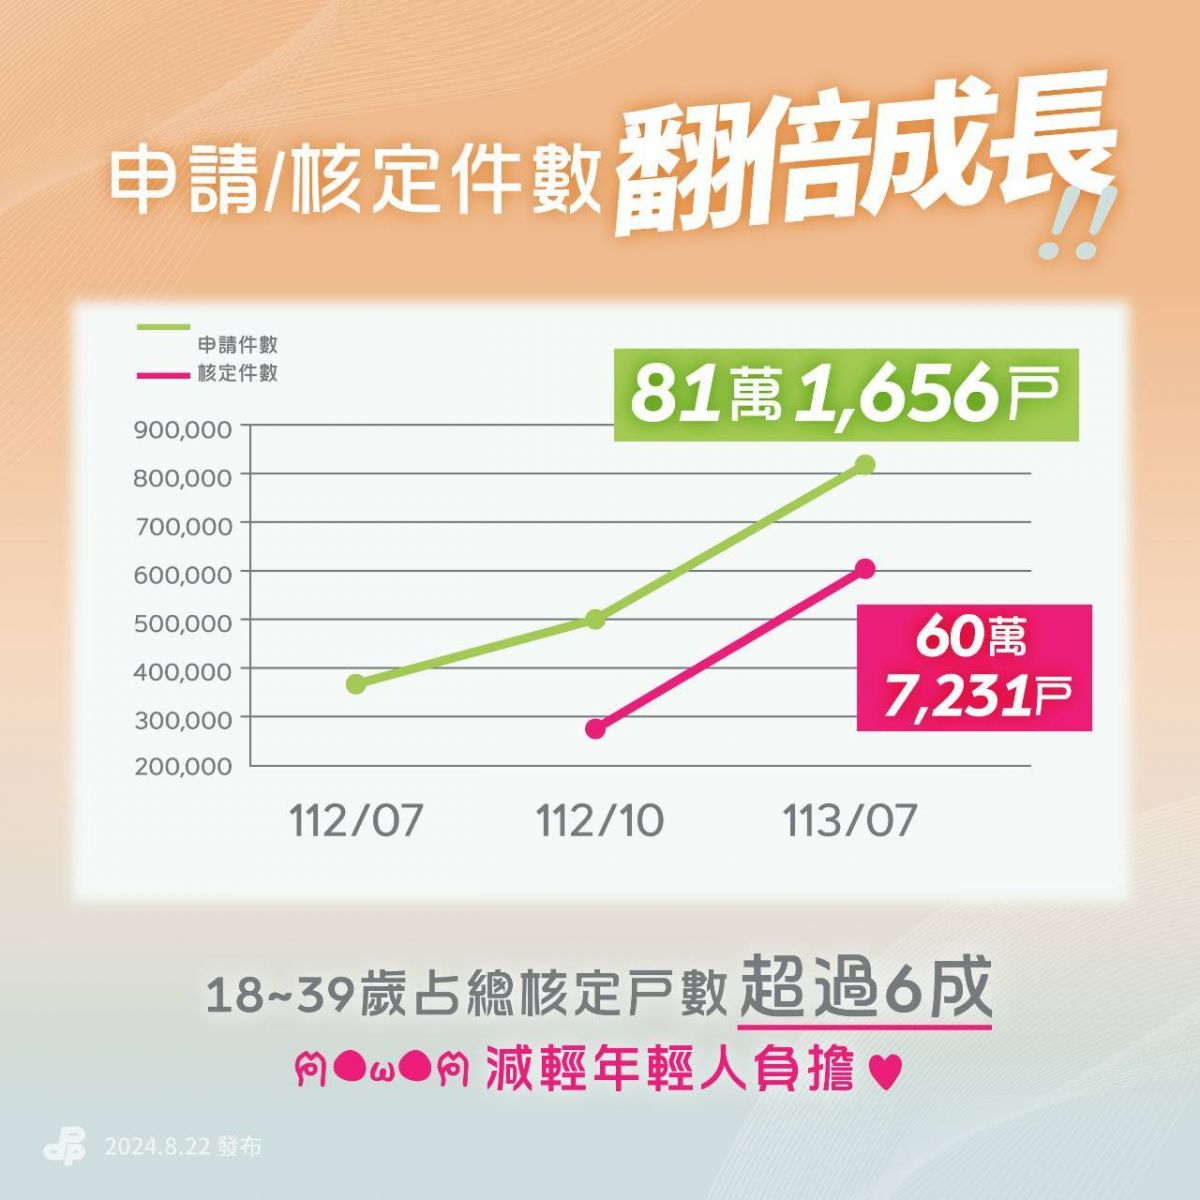 申請/核定件數翻倍成長!!
申請件數
核定件數
81萬1,656戶
900,000
800,000
700,000
600,000
500,000
400,000
300,000
200,000
60萬
7,231戶
112/07
112/10
113/07
18~39歲占總核定戶數超過6成
ฅ●ω●ฅ 減輕年輕人負擔♥
2024.8.22 發布